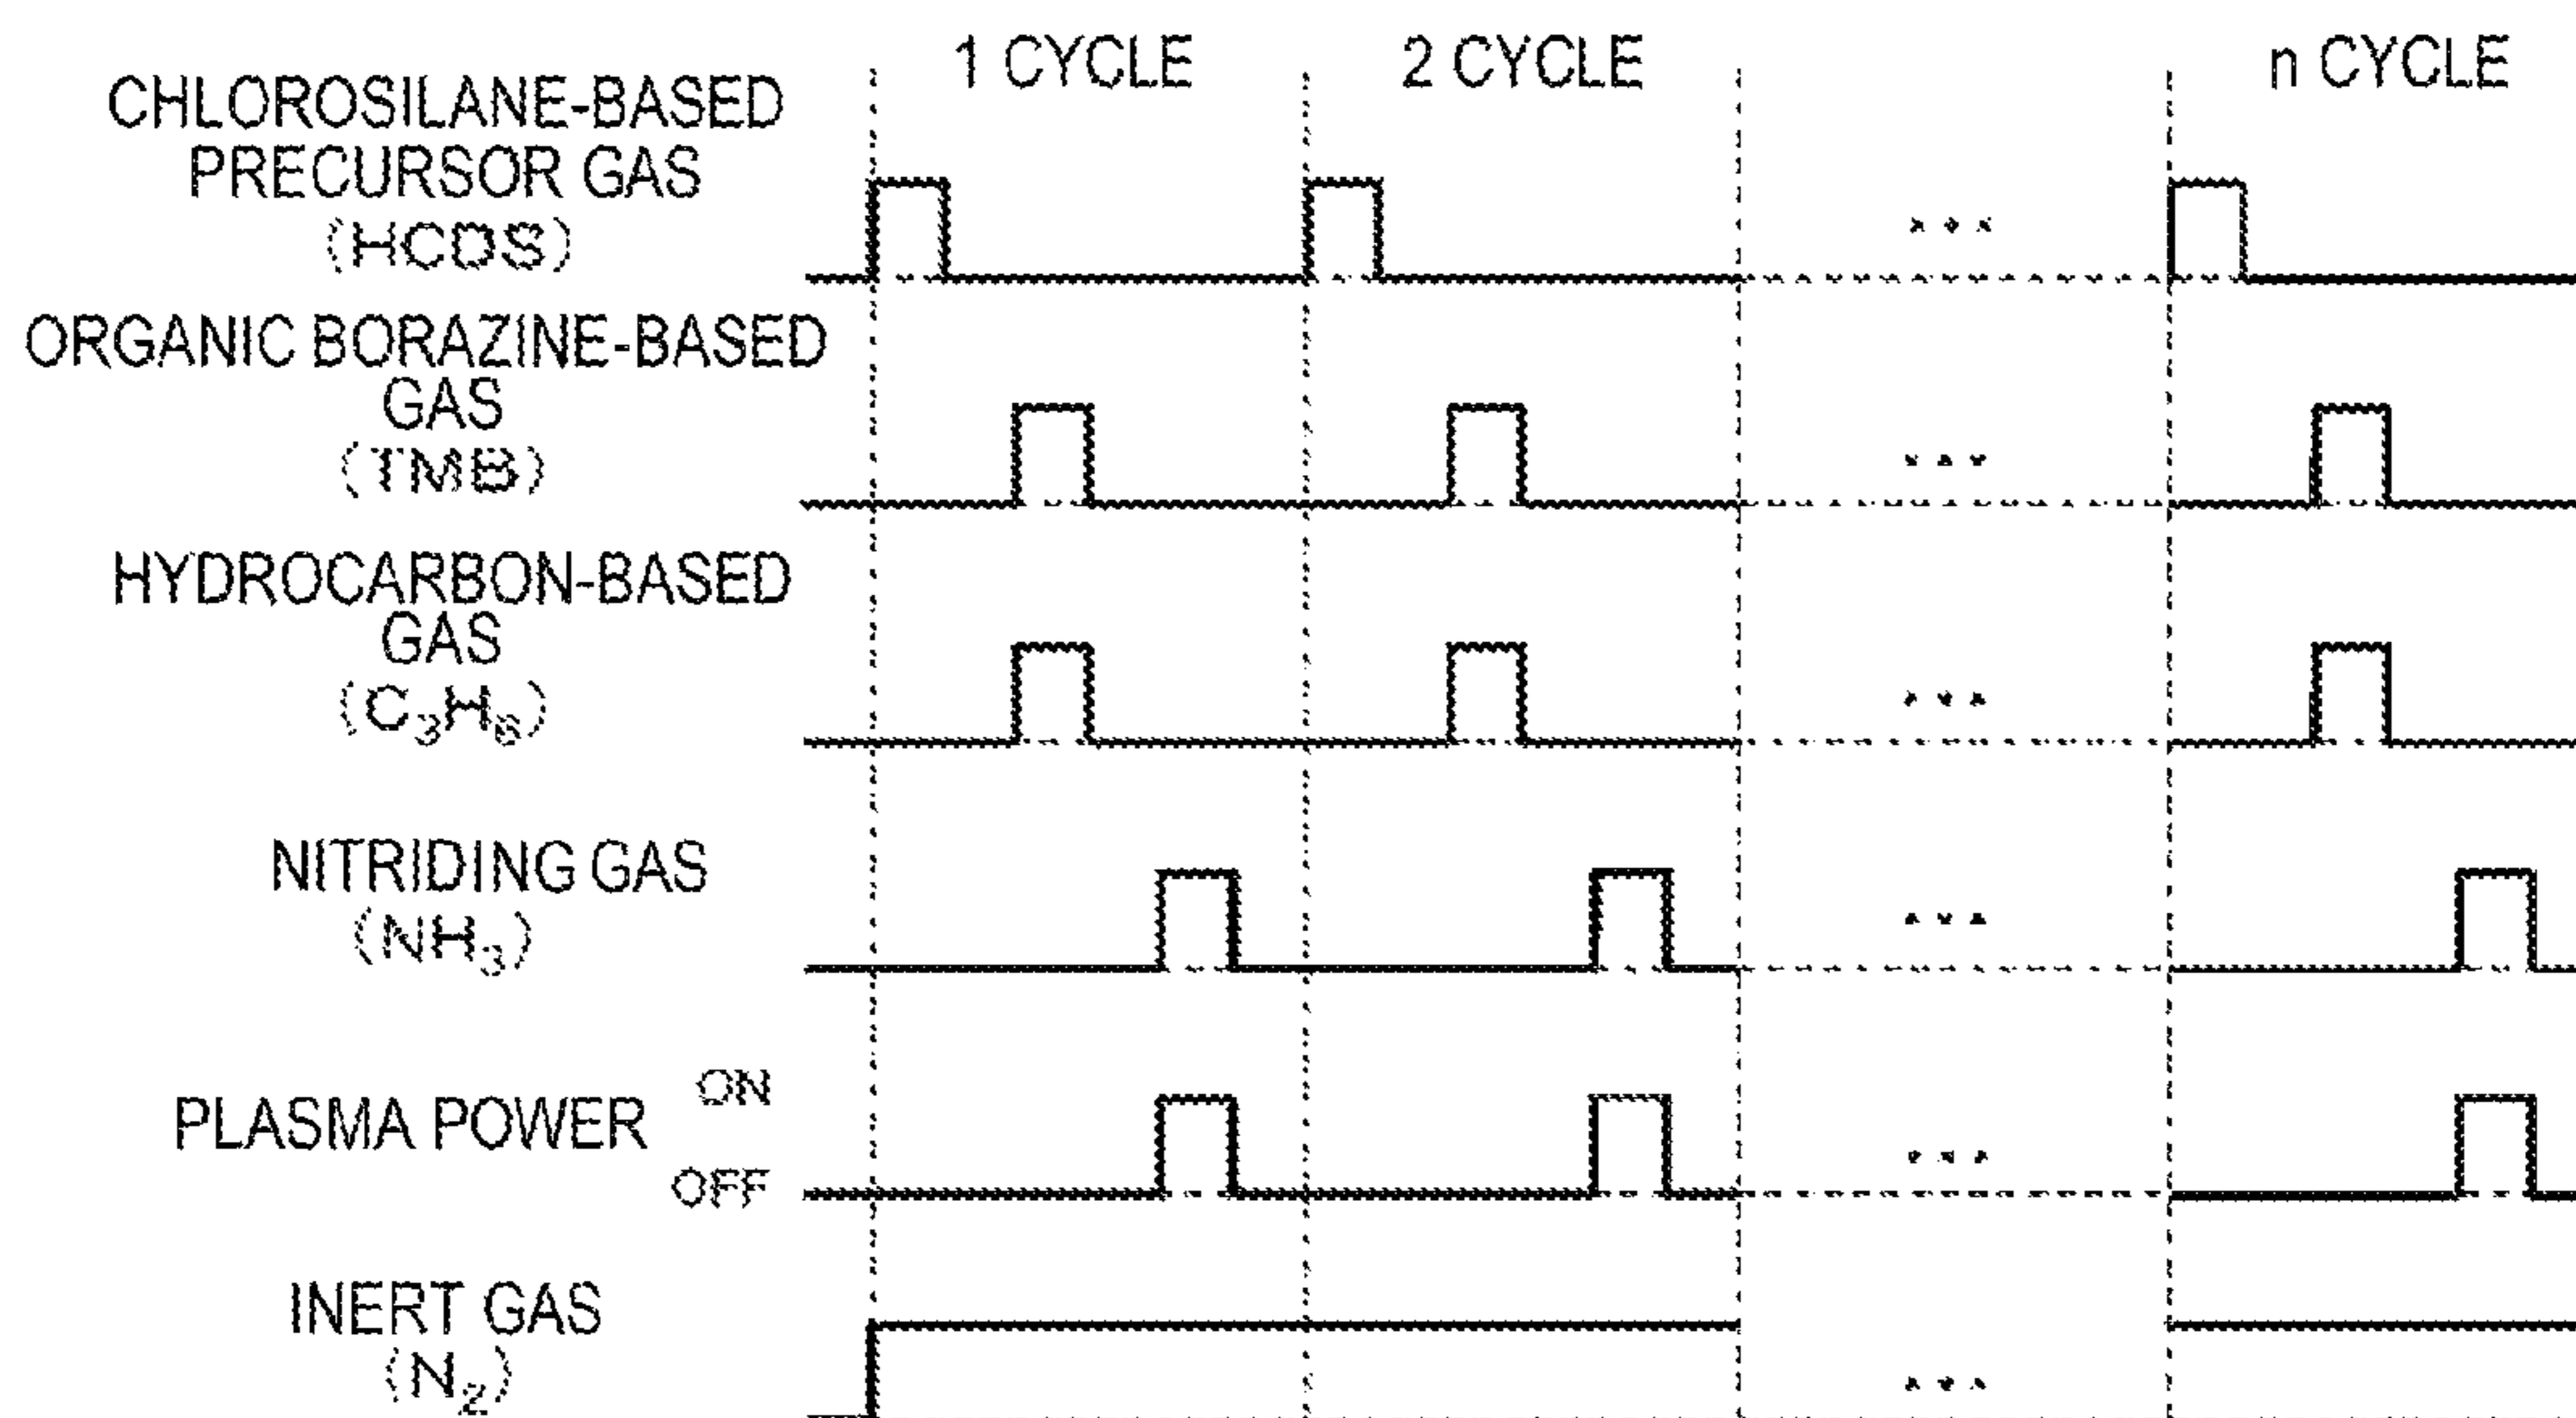 1 CYCLE 2 CYCLE n CYCLE
CHLOROSILANE-BASED
PRECURSOR GAS
(HCDS)
ORGANIC BORAZINE-BASED
GAS
(TMB)
HYDROCARBON-BASED
GAS
(C₃H₆)
NITRIDING GAS
(NH₃)
ON
PLASMA POWER
OFF
INERT GAS
(N₂)